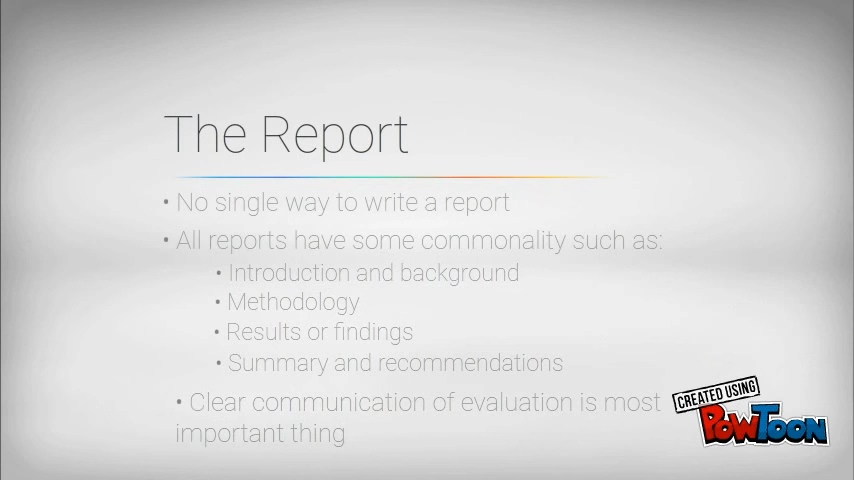 The Report
• No single way to write a report
• All reports have some commonality such as:
• Introduction and background
• Methodology
• Results or findings
• Summary and recommendations
• Clear communication of evaluation is most
important thing
CREATED USING
POWTOON